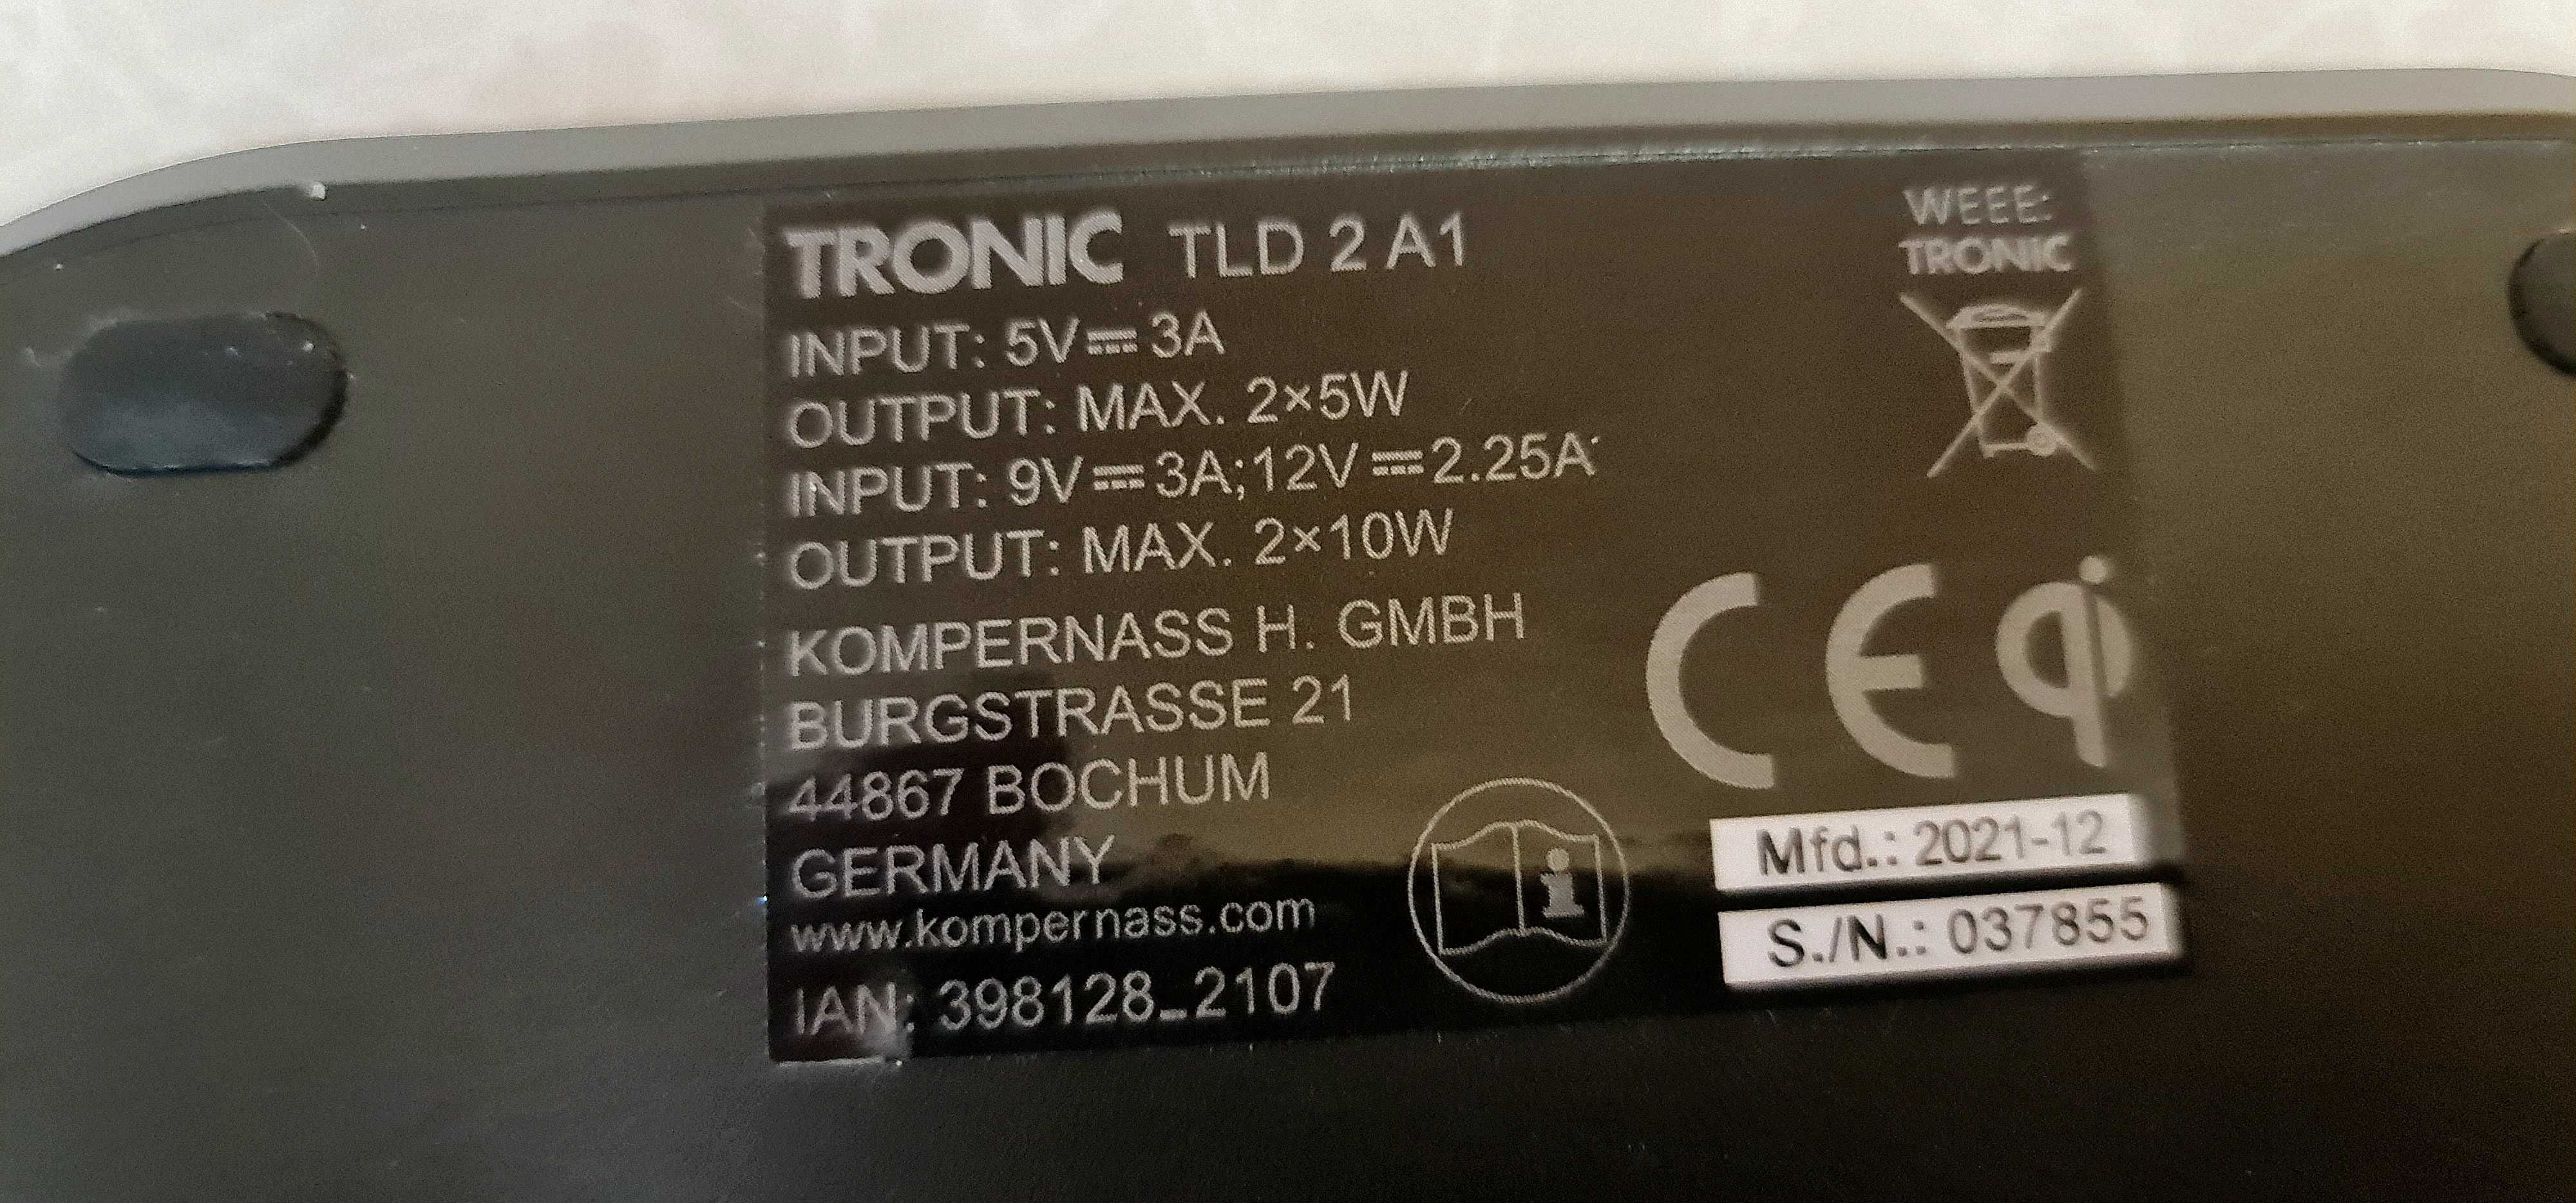 TRONIC TLD 2 A1
INPUT: 5V⎓3A
OUTPUT: MAX. 2×5W
INPUT: 9V⎓3A;12V⎓2.25A
OUTPUT: MAX. 2×10W
KOMPERNASS H. GMBH
BURGSTRASSE 21
44867 BOCHUM
GERMANY
www.kompernass.com
IAN: 398128_2107
WEEE:
TRONIC
CE qi
i
Mfd.: 2021-12
S./N.: 037855